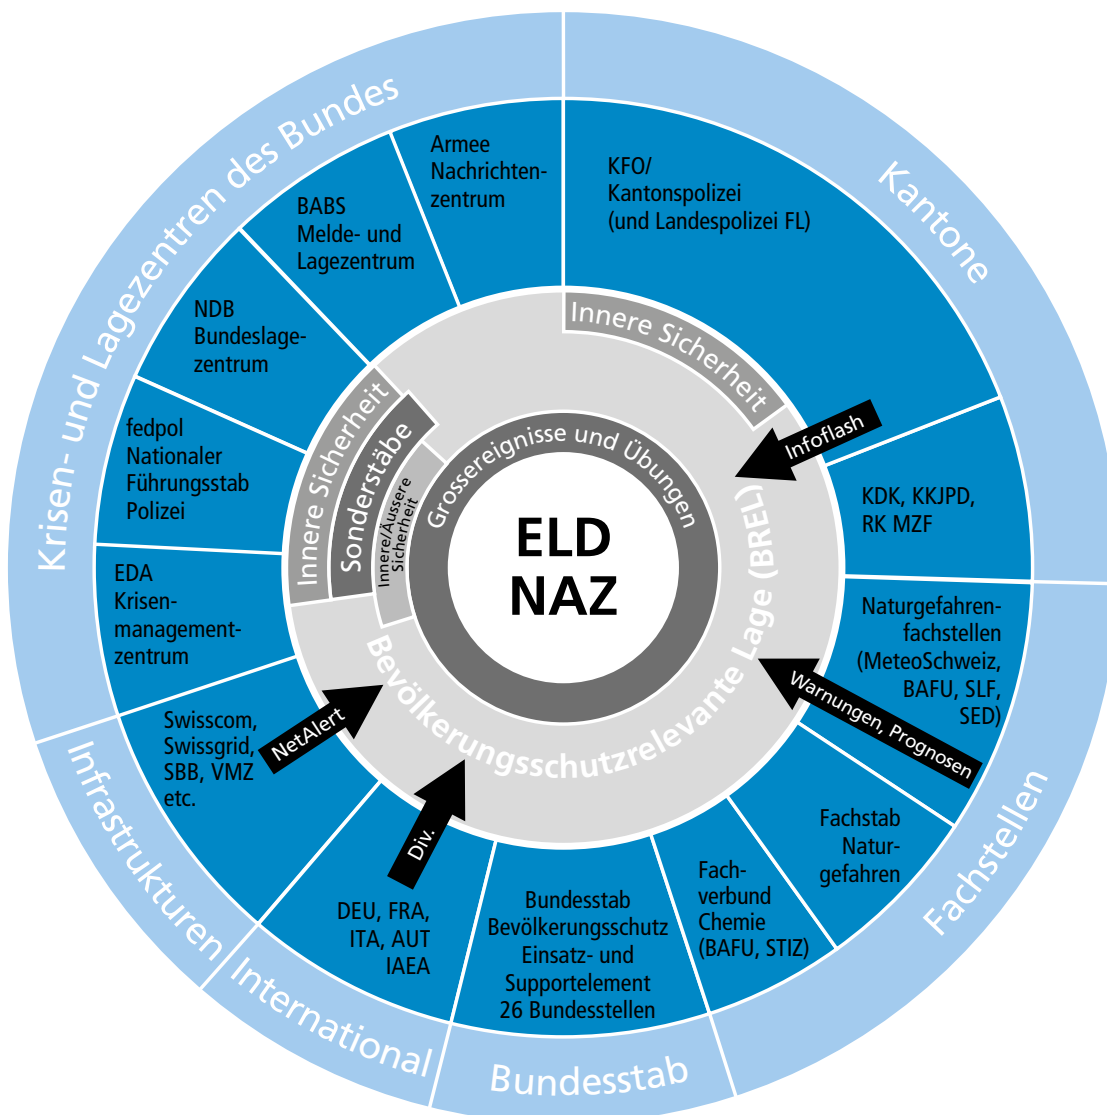 Krisen- und Lagezentren des Bundes
Armee
Nachrichten-
zentrum
BABS
Melde- und
Lagezentrum
NDB
Bundeslage-
zentrum
fedpol
Nationaler
Führungsstab
Polizei
EDA
Krisen-
management-
zentrum
Kantone
KFO/
Kantonspolizei
(und Landespolizei FL)
KDK, KKJPD,
RK MZF
Infoflash
Innere Sicherheit
Innere Sicherheit
Sonderstäbe
Innere/Äussere
Sicherheit
Grossereignisse und Übungen
ELD
NAZ
Bevölkerungsschutzrelevante Lage (BREL)
Fachstellen
Naturgefahren-
fachstellen
(MeteoSchweiz,
BAFU, SLF,
SED)
Warnungen, Prognosen
Fachstab
Natur-
gefahren
Fach-
verbund
Chemie
(BAFU, STIZ)
Bundesstab
Bundesstab
Bevölkerungsschutz
Einsatz- und
Supportelement
26 Bundesstellen
International
DEU, FRA,
ITA, AUT
IAEA
Div.
Infrastrukturen
Swisscom,
Swissgrid,
SBB, VMZ
etc.
NetAlert